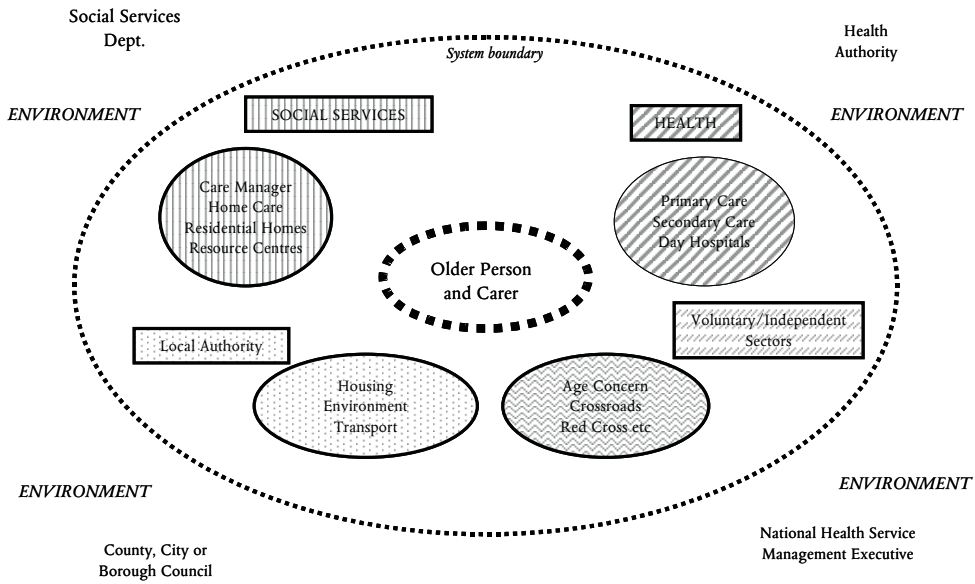 Social Services
Dept.
Health
Authority
System boundary
ENVIRONMENT
ENVIRONMENT
SOCIAL SERVICES
HEALTH
Care Manager
Home Care
Residential Homes
Resource Centres
Primary Care
Secondary Care
Day Hospitals
Older Person
and Carer
Voluntary/Independent
Sectors
Local Authority
Housing
Environment
Transport
Age Concern
Crossroads
Red Cross etc
ENVIRONMENT
ENVIRONMENT
National Health Service
Management Executive
County, City or
Borough Council